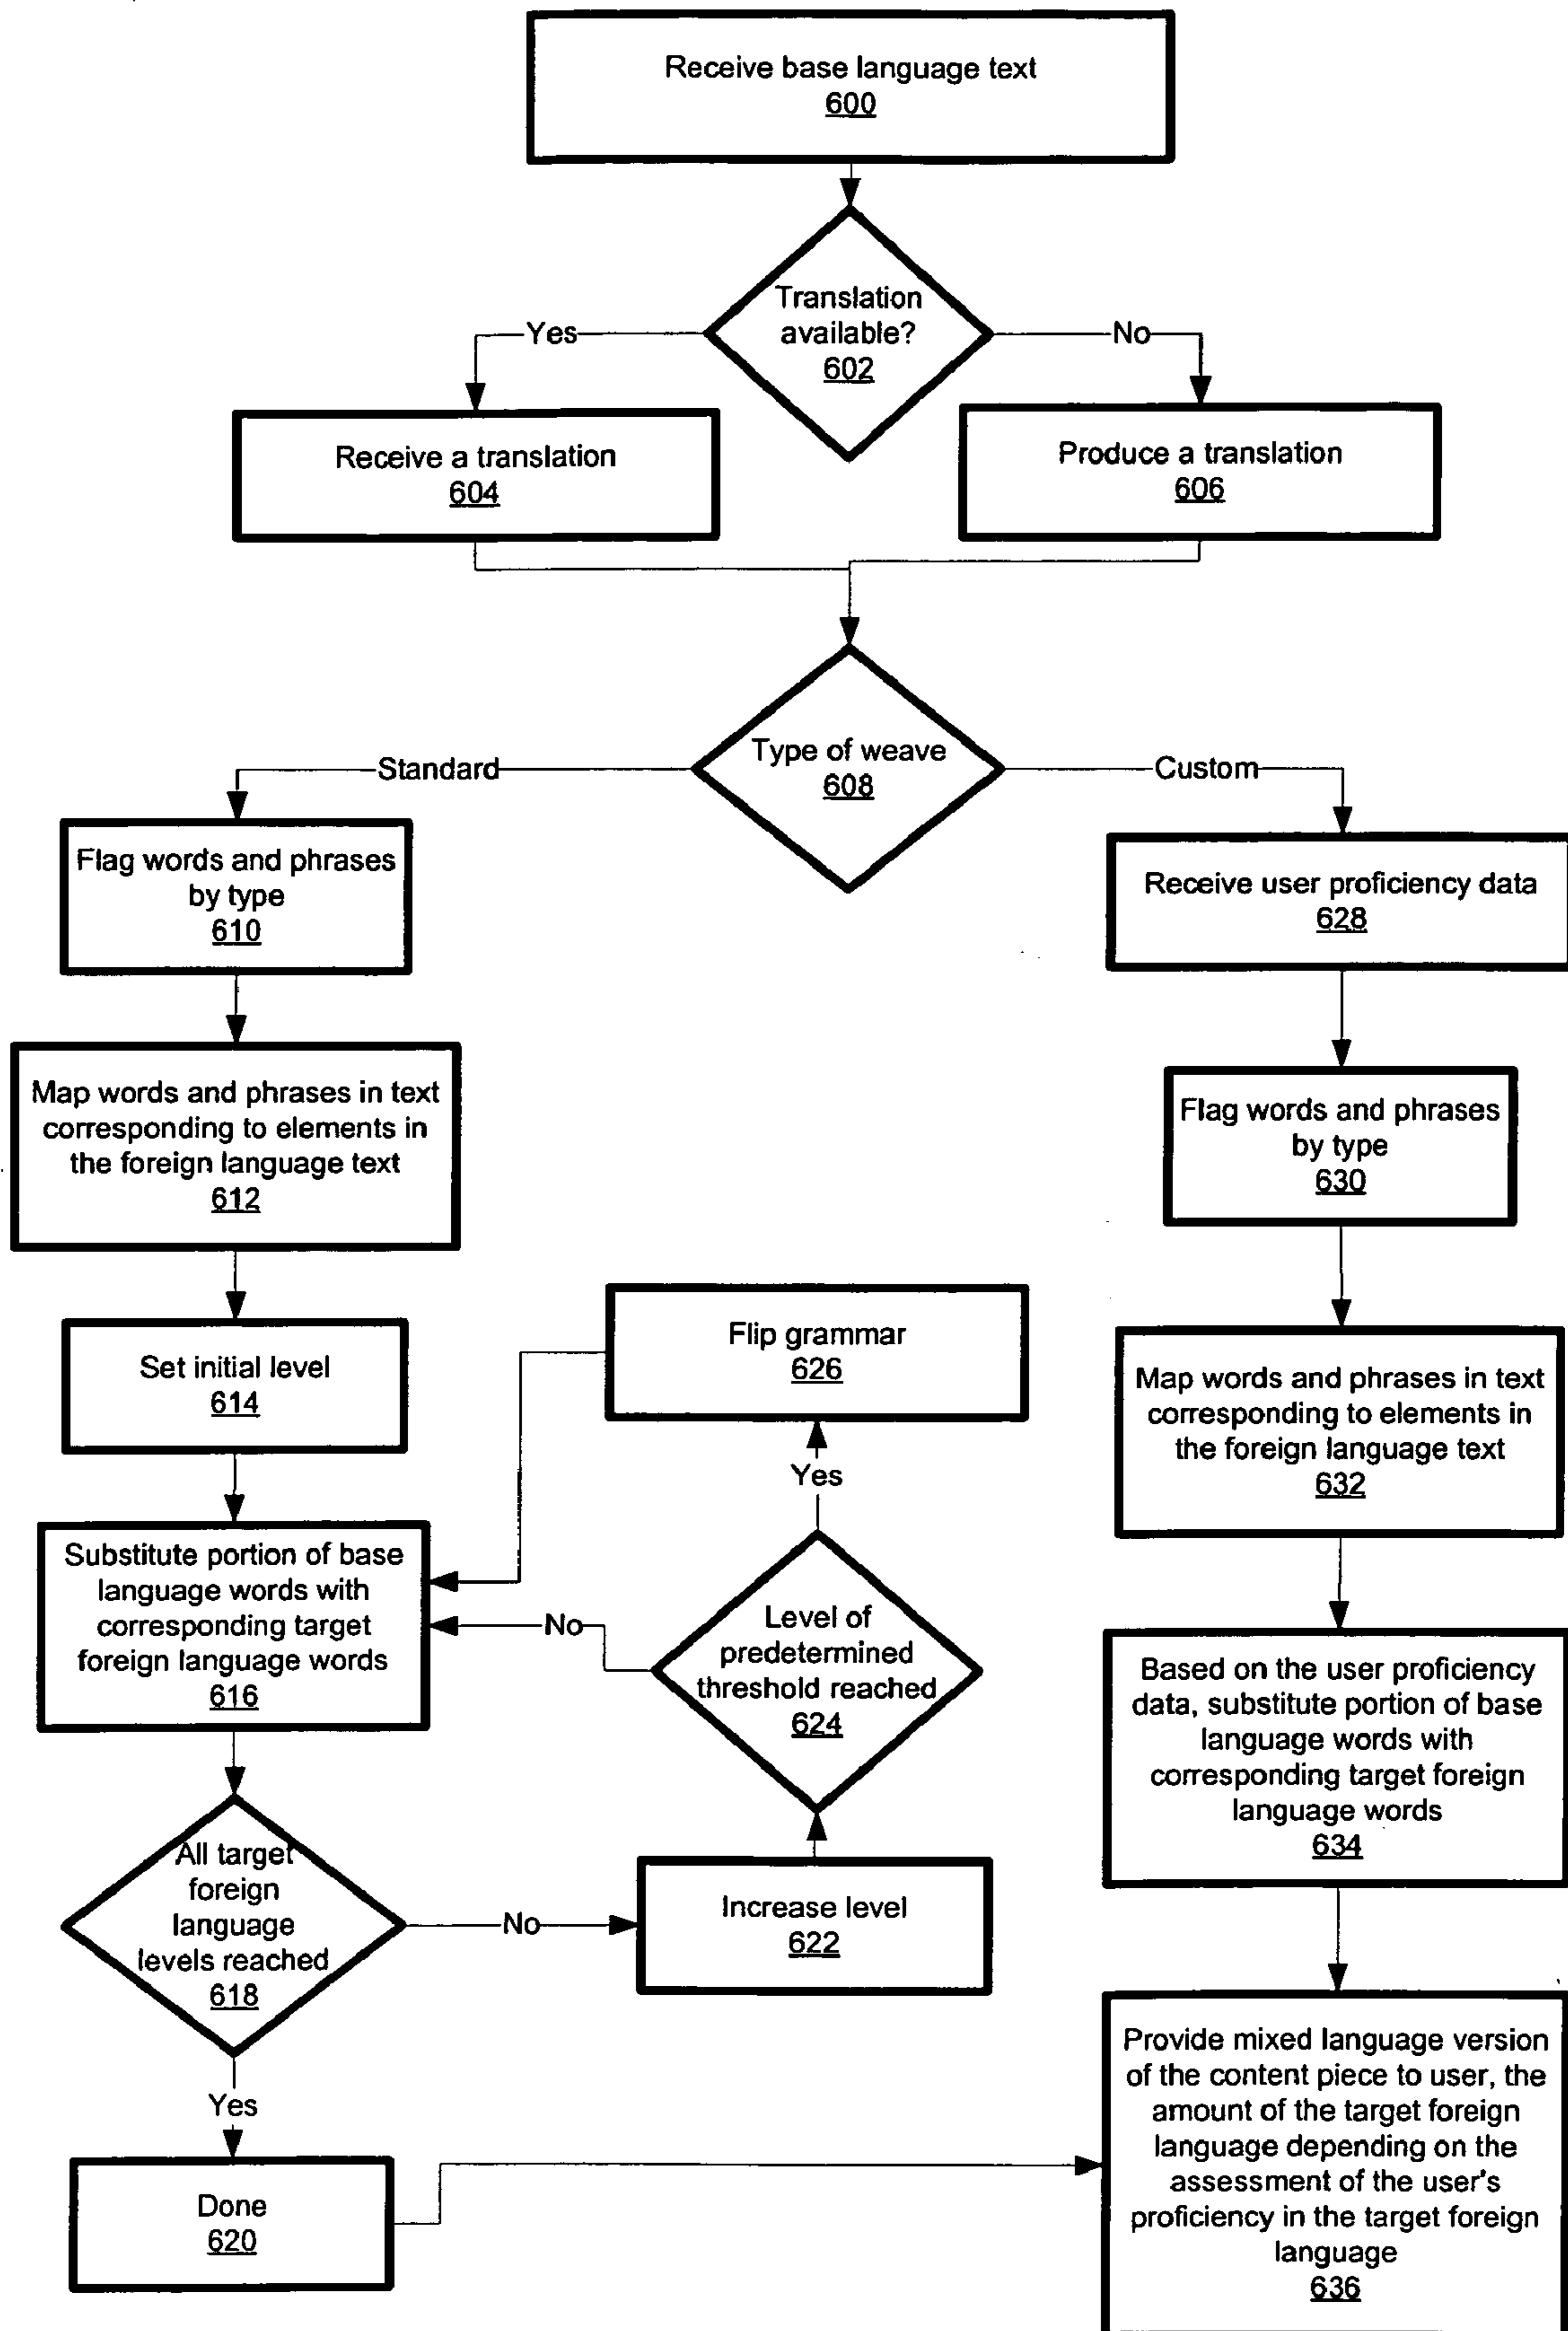 Receive base language text
600
Translation
available?
602
Yes
No
Receive a translation
604
Produce a translation
606
Type of weave
608
Standard
Custom
Flag words and phrases
by type
610
Receive user proficiency data
628
Map words and phrases in text
corresponding to elements in
the foreign language text
612
Flag words and phrases
by type
630
Set initial level
614
Flip grammar
626
Map words and phrases in text
corresponding to elements in
the foreign language text
632
Yes
Substitute portion of base
language words with
corresponding target
foreign language words
616
No
Level of
predetermined
threshold reached
624
Based on the user proficiency
data, substitute portion of base
language words with
corresponding target foreign
language words
634
All target
foreign
language
levels reached
618
No
Increase level
622
Yes
Done
620
Provide mixed language version
of the content piece to user, the
amount of the target foreign
language depending on the
assessment of the user's
proficiency in the target foreign
language
636